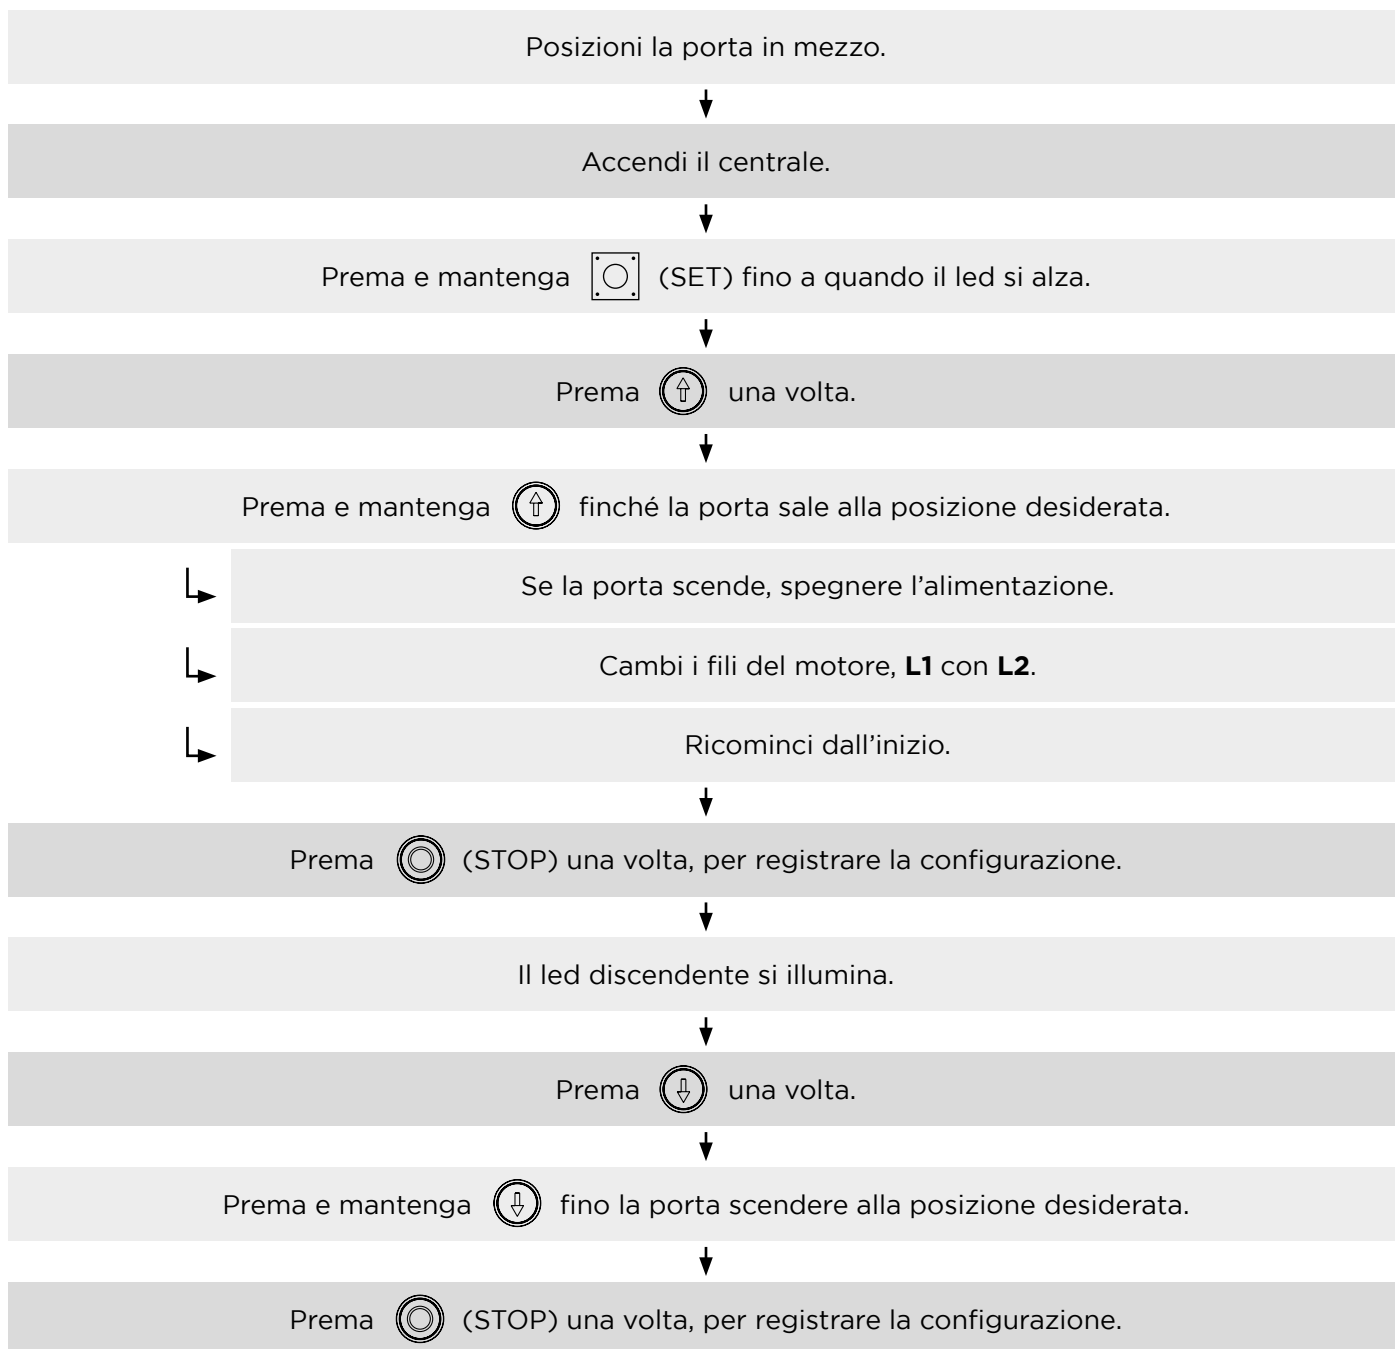 Posizioni la porta in mezzo.
Accendi il centrale.
Prema e mantenga (SET) fino a quando il led si alza.
Prema una volta.
Prema e mantenga finché la porta sale alla posizione desiderata.
Se la porta scende, spegnere l’alimentazione.
Cambi i fili del motore, L1 con L2.
Ricominci dall’inizio.
Prema (STOP) una volta, per registrare la configurazione.
Il led discendente si illumina.
Prema una volta.
Prema e mantenga fino la porta scendere alla posizione desiderata.
Prema (STOP) una volta, per registrare la configurazione.